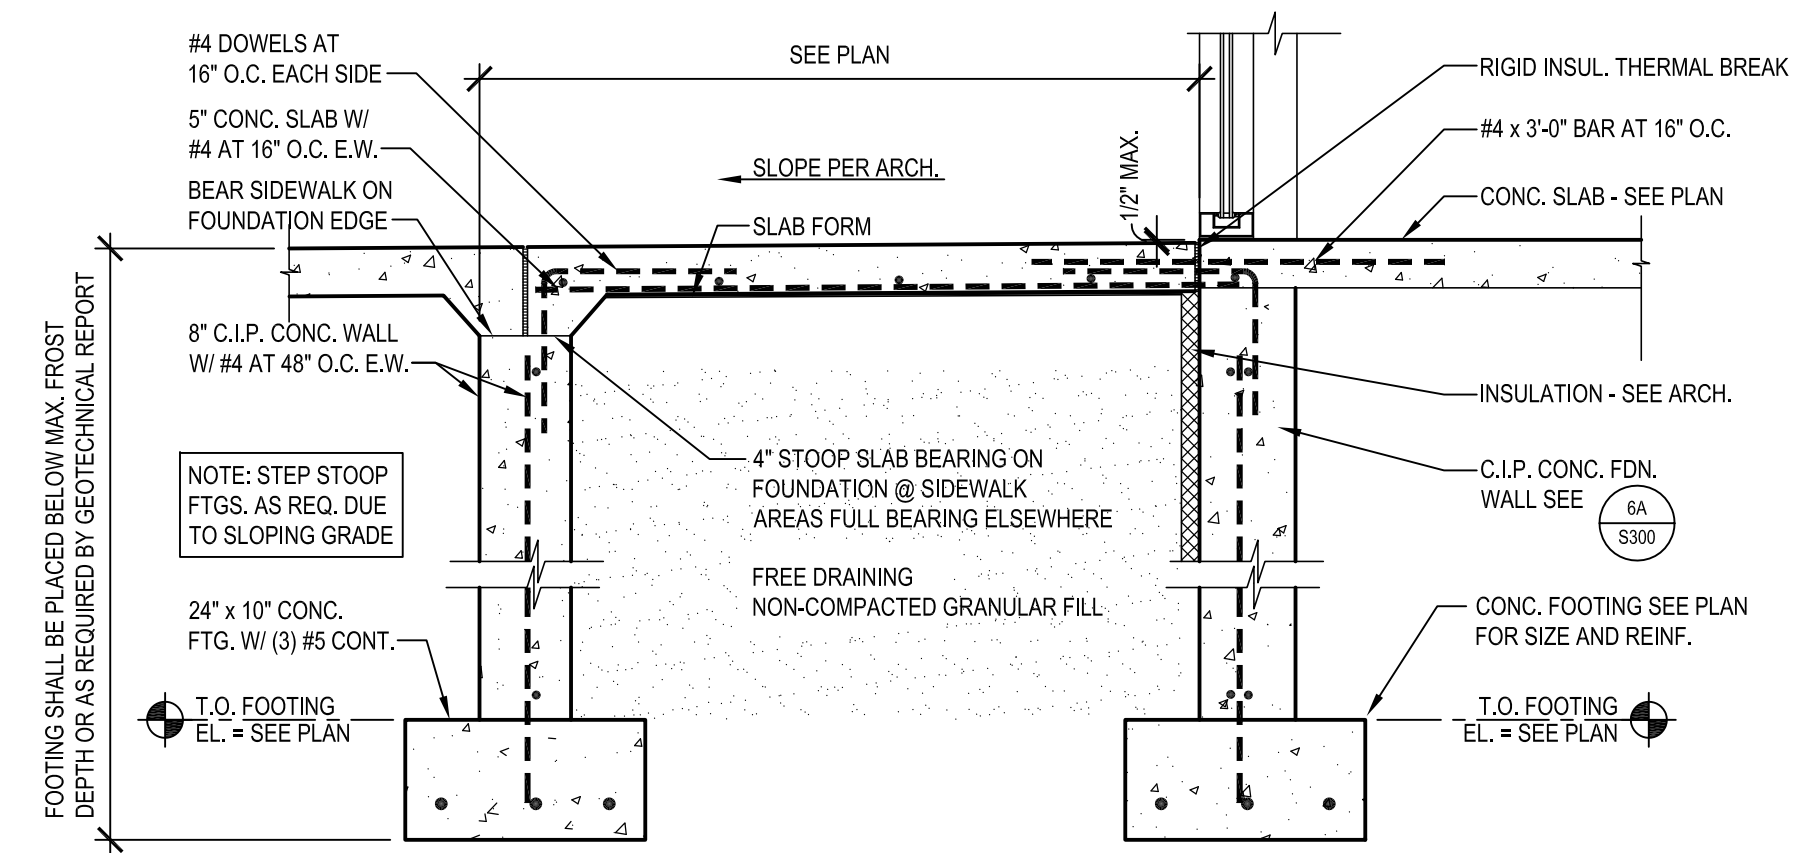 #4 DOWELS AT
16" O.C. EACH SIDE
5" CONC. SLAB W/
#4 AT 16" O.C. E.W.
BEAR SIDEWALK ON
FOUNDATION EDGE
8" C.I.P. CONC. WALL
W/ #4 AT 48" O.C. E.W.
NOTE: STEP STOOP
FTGS. AS REQ. DUE
TO SLOPING GRADE
24" x 10" CONC.
FTG. W/ (3) #5 CONT.
T.O. FOOTING
EL. = SEE PLAN
FOOTING SHALL BE PLACED BELOW MAX. FROST
DEPTH OR AS REQUIRED BY GEOTECHNICAL REPORT
SEE PLAN
SLOPE PER ARCH.
SLAB FORM
1/2" MAX.
4" STOOP SLAB BEARING ON
FOUNDATION @ SIDEWALK
AREAS FULL BEARING ELSEWHERE
FREE DRAINING
NON-COMPACTED GRANULAR FILL
RIGID INSUL. THERMAL BREAK
#4 x 3'-0" BAR AT 16" O.C.
CONC. SLAB - SEE PLAN
INSULATION - SEE ARCH.
C.I.P. CONC. FDN.
WALL SEE
6A
S300
CONC. FOOTING SEE PLAN
FOR SIZE AND REINF.
T.O. FOOTING
EL. = SEE PLAN